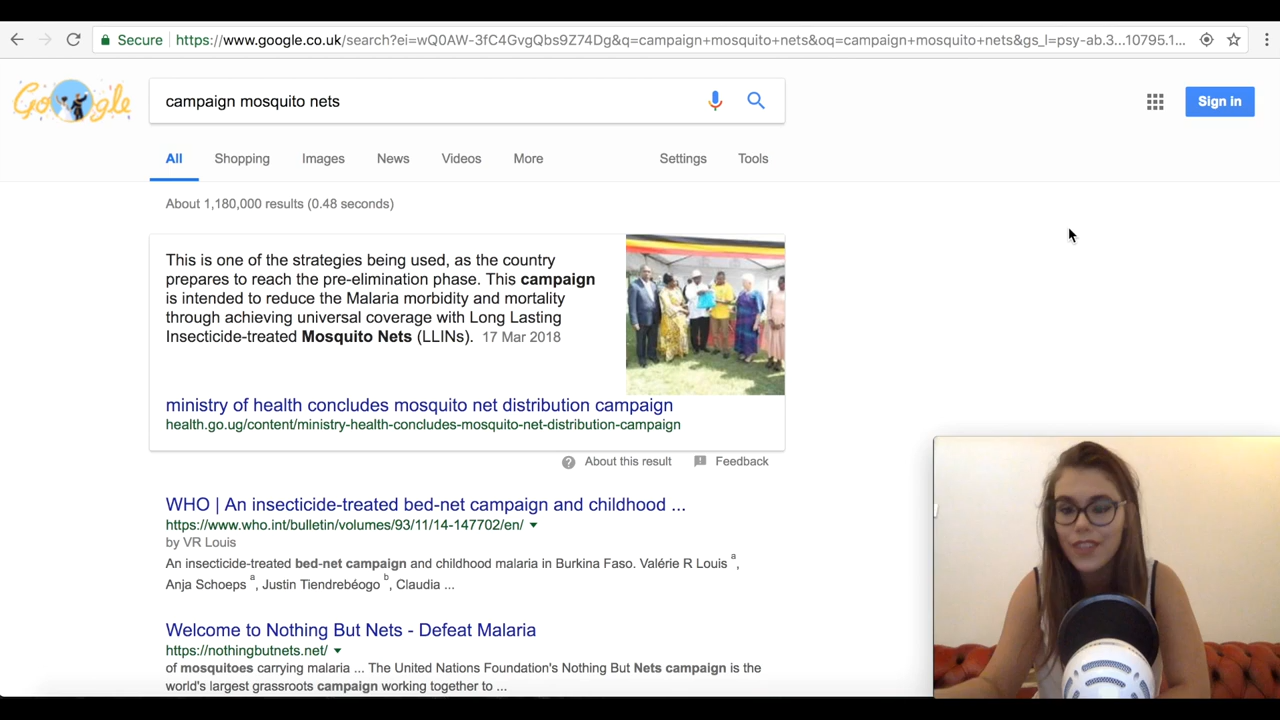 Secure
https://www.google.co.uk/search?ei=wQ0AW-3fC4GvgQbs9Z74Dg&q=campaign+mosquito+nets&oq=campaign+mosquito+nets&gs_l=psy-ab.3...10795.1...
Google
campaign mosquito nets
Sign in
All Shopping Images News Videos More Settings Tools
About 1,180,000 results (0.48 seconds)
This is one of the strategies being used, as the country
prepares to reach the pre-elimination phase. This campaign
is intended to reduce the Malaria morbidity and mortality
through achieving universal coverage with Long Lasting
Insecticide-treated Mosquito Nets (LLINs). 17 Mar 2018
ministry of health concludes mosquito net distribution campaign
health.go.ug/content/ministry-health-concludes-mosquito-net-distribution-campaign
About this result Feedback
WHO | An insecticide-treated bed-net campaign and childhood ...
https://www.who.int/bulletin/volumes/93/11/14-147702/en/
by VR Louis
An insecticide-treated bed-net campaign and childhood malaria in Burkina Faso. Valérie R Louis a,
Anja Schoeps a, Justin Tiendrebéogo b, Claudia ...
Welcome to Nothing But Nets - Defeat Malaria
https://nothingbutnets.net/
of mosquitoes carrying malaria ... The United Nations Foundation's Nothing But Nets campaign is the
world's largest grassroots campaign working together to ...